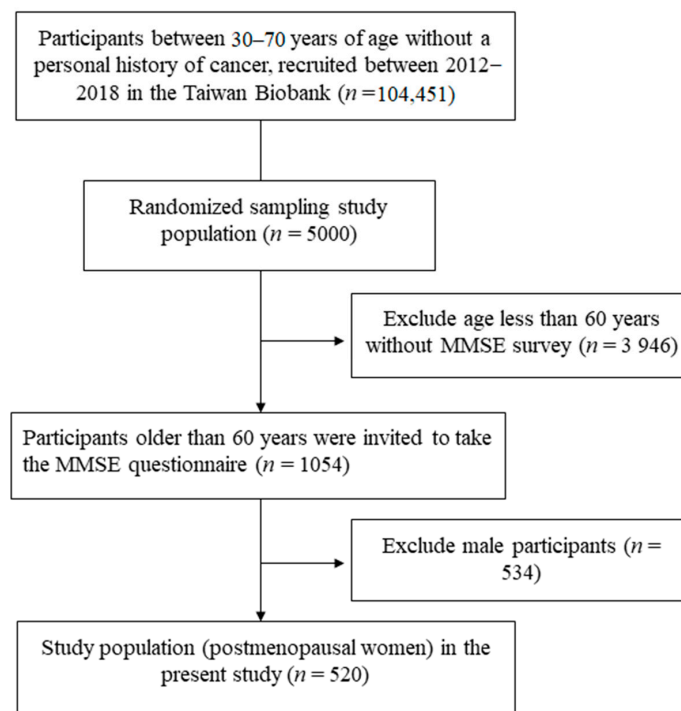 Participants between 30–70 years of age without a
personal history of cancer, recruited between 2012–
2018 in the Taiwan Biobank (n =104,451)
Randomized sampling study
population (n = 5000)
Exclude age less than 60 years
without MMSE survey (n = 3 946)
Participants older than 60 years were invited to take
the MMSE questionnaire (n = 1054)
Exclude male participants (n =
534)
Study population (postmenopausal women) in the
present study (n = 520)